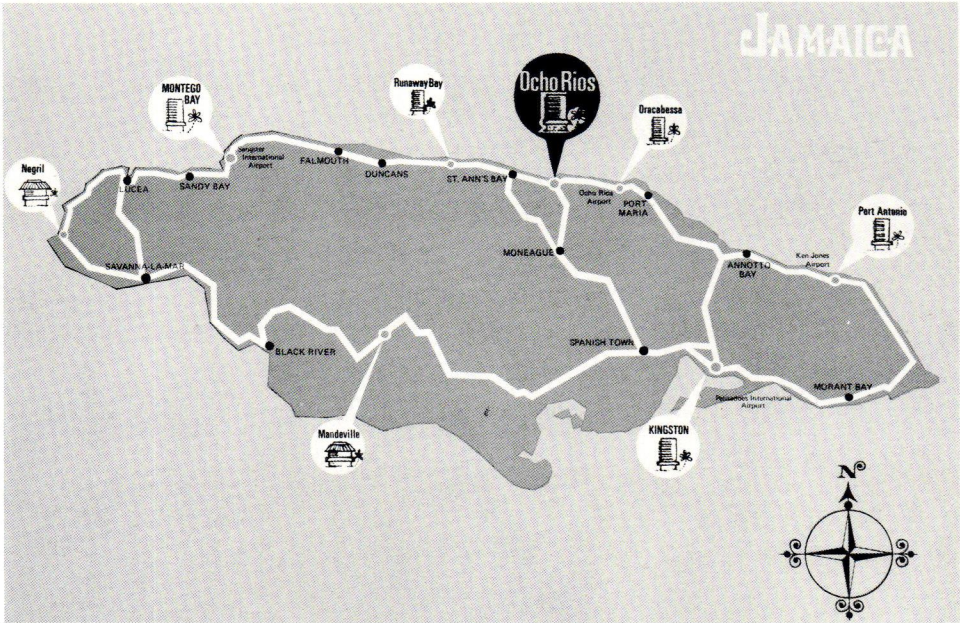 JAMAICA
MONTEGO
BAY
Runaway Bay
Ocho Rios
Oracabessa
Negril
Sangster
International
Airport
FALMOUTH
DUNCANS
ST. ANN'S BAY
Ocho Rios
Airport
PORT
MARIA
LUCEA
SANDY BAY
Port Antonio
SAVANNA-LA-MAR
MONEAGUE
ANNOTTO
BAY
Ken Jones
Airport
BLACK RIVER
SPANISH TOWN
MORANT BAY
Palisadoes International
Airport
Mandeville
KINGSTON
N